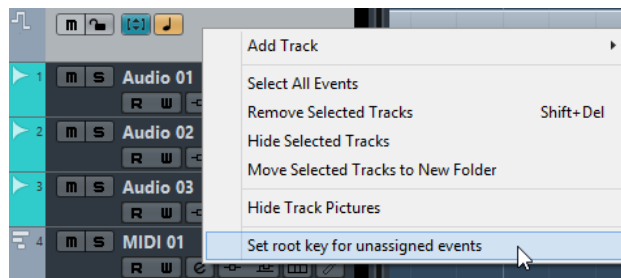 m
Add Track
1 m S Audio 01
Select All Events
R W
Remove Selected Tracks Shift+Del
2 m S Audio 02
Hide Selected Tracks
R W
Move Selected Tracks to New Folder
3 m S Audio 03
Hide Track Pictures
R W
4 m S MIDI 01
Set root key for unassigned events
R W e